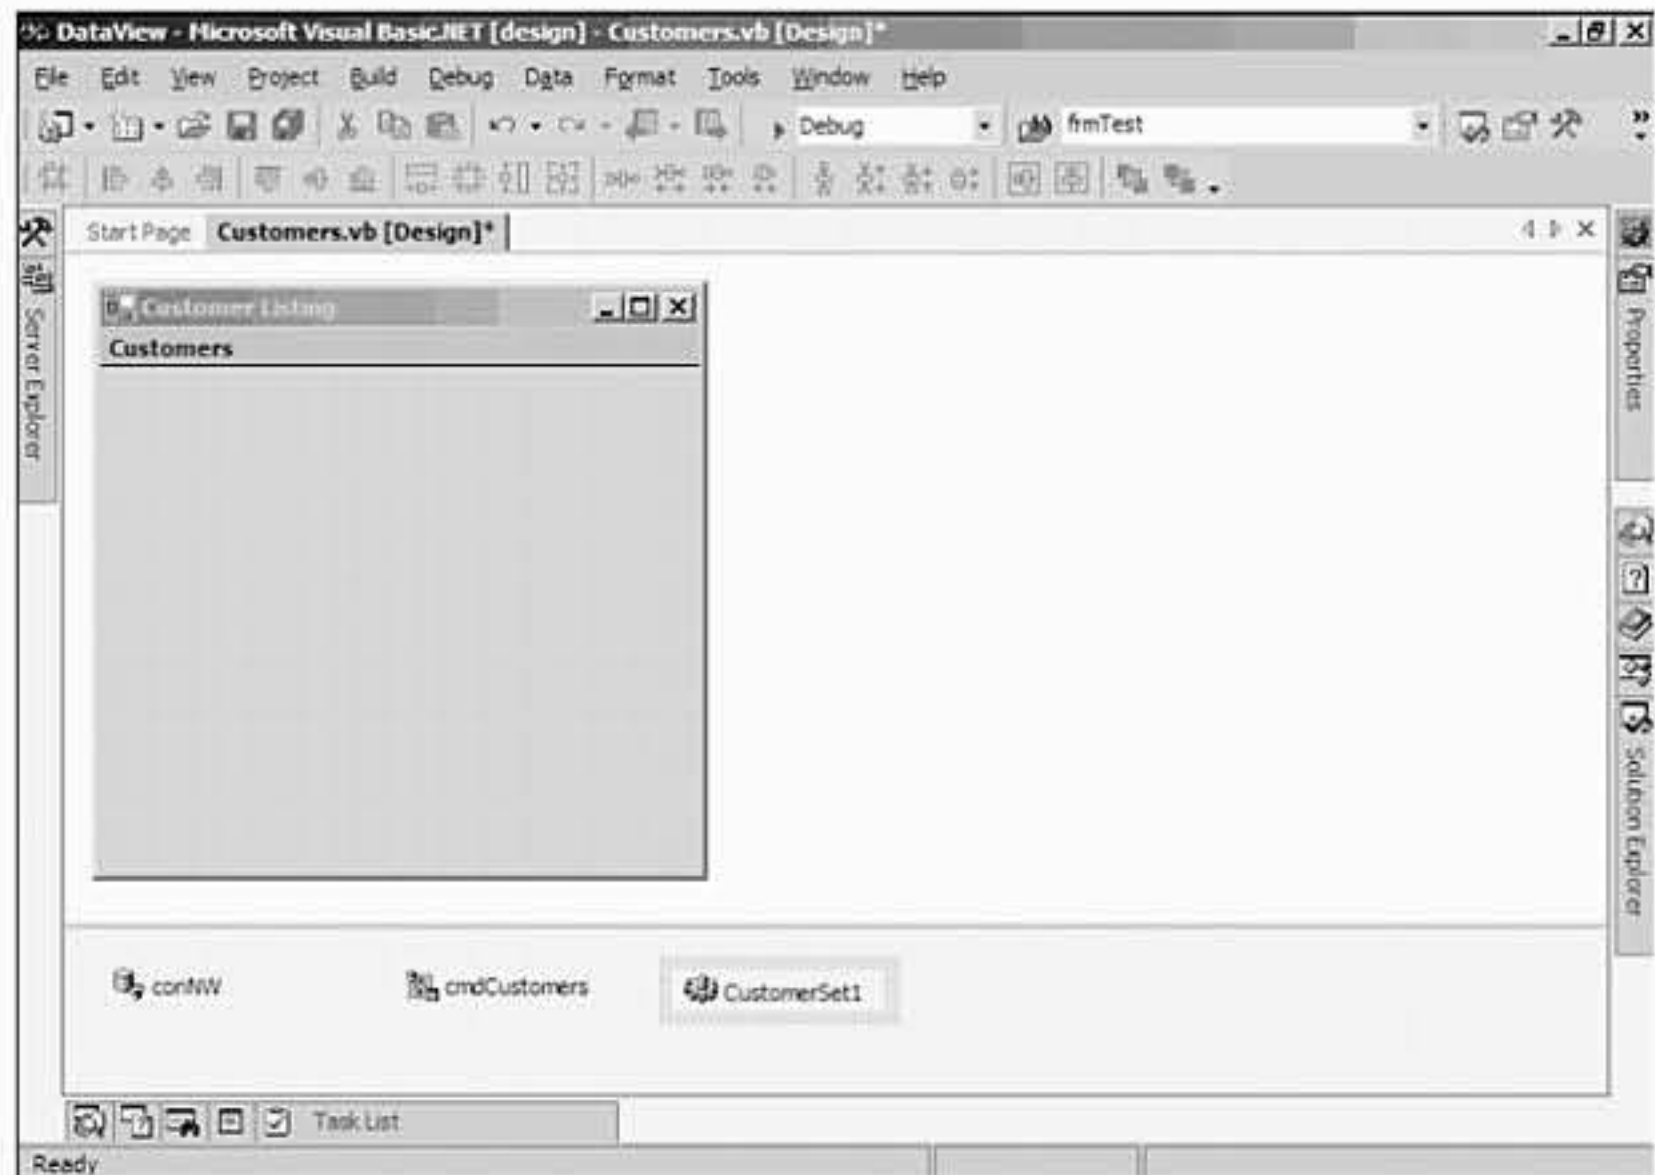 DataView - Microsoft Visual Basic.NET [design] - Customers.vb [Design]*
File Edit View Project Build Debug Data Format Tools Window Help
Debug frmTest
Start Page Customers.vb [Design]*
Server Explorer
Customer Listing
Customers
Properties
Solution Explorer
conNW cmdCustomers CustomerSet1
Task List
Ready